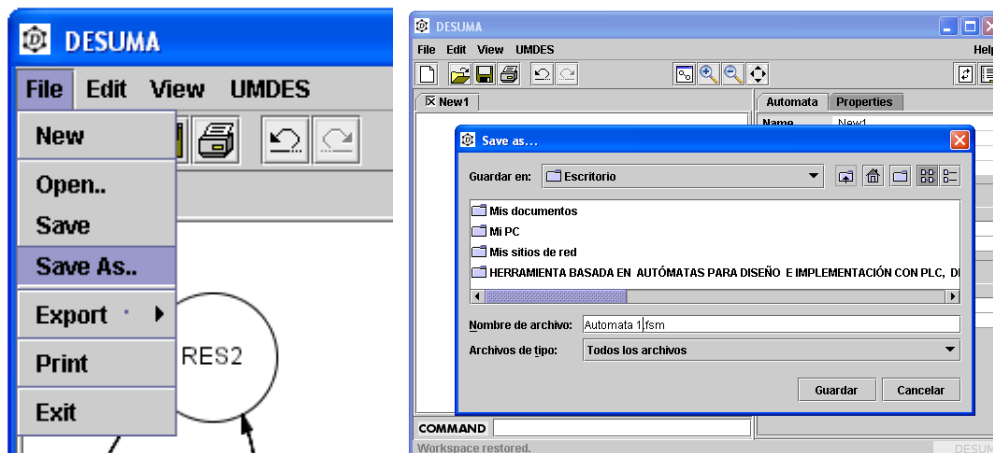 DESUMA
File Edit View UMDES
New
Open..
Save
Save As..
Export
Print
Exit
RES2
DESUMA
File Edit View UMDES Help
New1
Automata Properties
Name New1
Save as...
Guardar en: Escritorio
Mis documentos
Mi PC
Mis sitios de red
HERRAMIENTA BASADA EN AUTÓMATAS PARA DISEÑO E IMPLEMENTACIÓN CON PLC,
Nombre de archivo: Automata 1.fsm
Archivos de tipo: Todos los archivos
Guardar Cancelar
COMMAND
Workspace restored. DESUM